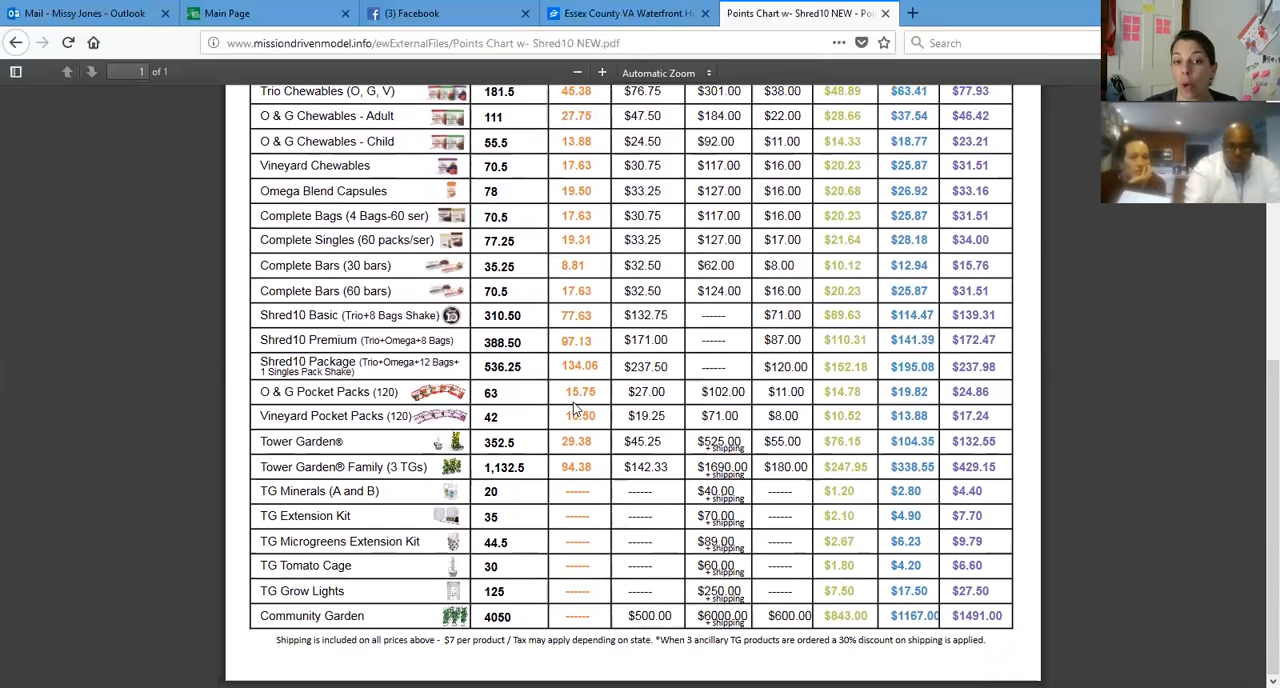 Mail - Missy Jones - Outlook
Main Page
(3) Facebook
Essex County VA Waterfront H
Points Chart w- Shred10 NEW - Poi
www.missiondrivenmodel.info/ewExternalFiles/Points Chart w- Shred10 NEW.pdf
Search
1 of 1
Automatic Zoom
Trio Chewables (O, G, V) 181.5 45.38 $76.75 $301.00 $38.00 $48.89 $63.41 $77.93
O & G Chewables - Adult 111 27.75 $47.50 $184.00 $22.00 $28.66 $37.54 $46.42
O & G Chewables - Child 55.5 13.88 $24.50 $92.00 $11.00 $14.33 $18.77 $23.21
Vineyard Chewables 70.5 17.63 $30.75 $117.00 $16.00 $20.23 $25.87 $31.51
Omega Blend Capsules 78 19.50 $33.25 $127.00 $16.00 $20.68 $26.92 $33.16
Complete Bags (4 Bags-60 ser) 70.5 17.63 $30.75 $117.00 $16.00 $20.23 $25.87 $31.51
Complete Singles (60 packs/ser) 77.25 19.31 $33.25 $127.00 $17.00 $21.64 $28.18 $34.00
Complete Bars (30 bars) 35.25 8.81 $32.50 $62.00 $8.00 $10.12 $12.94 $15.76
Complete Bars (60 bars) 70.5 17.63 $32.50 $124.00 $16.00 $20.23 $25.87 $31.51
Shred10 Basic (Trio+8 Bags Shake) 310.50 77.63 $132.75 ------ $71.00 $89.63 $114.47 $139.31
Shred10 Premium (Trio+Omega+8 Bags) 388.50 97.13 $171.00 ------ $87.00 $110.31 $141.39 $172.47
Shred10 Package (Trio+Omega+12 Bags+
1 Singles Pack Shake) 536.25 134.06 $237.50 ------ $120.00 $152.18 $195.08 $237.98
O & G Pocket Packs (120) 63 15.75 $27.00 $102.00 $11.00 $14.78 $19.82 $24.86
Vineyard Pocket Packs (120) 42 $19.25 $71.00 $8.00 $10.52 $13.88 $17.24
Tower Garden® 352.5 29.38 $45.25 $525.00 $55.00 $76.15 $104.35 $132.55
+ shipping
Tower Garden® Family (3 TGs) 1,132.5 94.38 $142.33 $1690.00 $180.00 $247.95 $338.55 $429.15
+ shipping
TG Minerals (A and B) 20 ------ ------ $40.00 ------ $1.20 $2.80 $4.40
+ shipping
TG Extension Kit 35 ------ ------ $70.00 ------ $2.10 $4.90 $7.70
+ shipping
TG Microgreens Extension Kit 44.5 ------ ------ $89.00 ------ $2.67 $6.23 $9.79
+ shipping
TG Tomato Cage 30 ------ ------ $60.00 ------ $1.80 $4.20 $6.60
+ shipping
TG Grow Lights 125 ------ ------ $250.00 ------ $7.50 $17.50 $27.50
+ shipping
Community Garden 4050 ------ $500.00 $6000.00 $600.00 $843.00 $1167.00 $1491.00
+ shipping
Shipping is included on all prices above - $7 per product / Tax may apply depending on state. *When 3 ancillary TG products are ordered a 30% discount on shipping is applied.